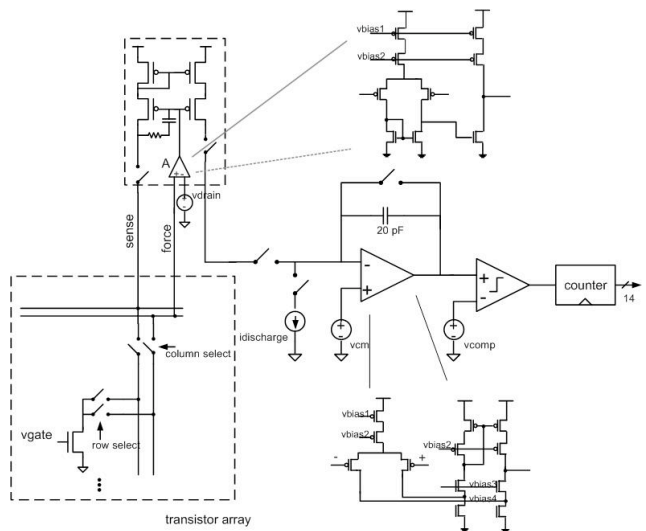 vbias1
vbias2
A
+ -
+
-
vdrain
sense
force
20 pF
-
+
+
-
+
-
vcm
idischarge
+
-
vcomp
counter
14
column select
vgate
row select
transistor array
vbias1
vbias2
-
+
vbias2
vbias3
vbias4